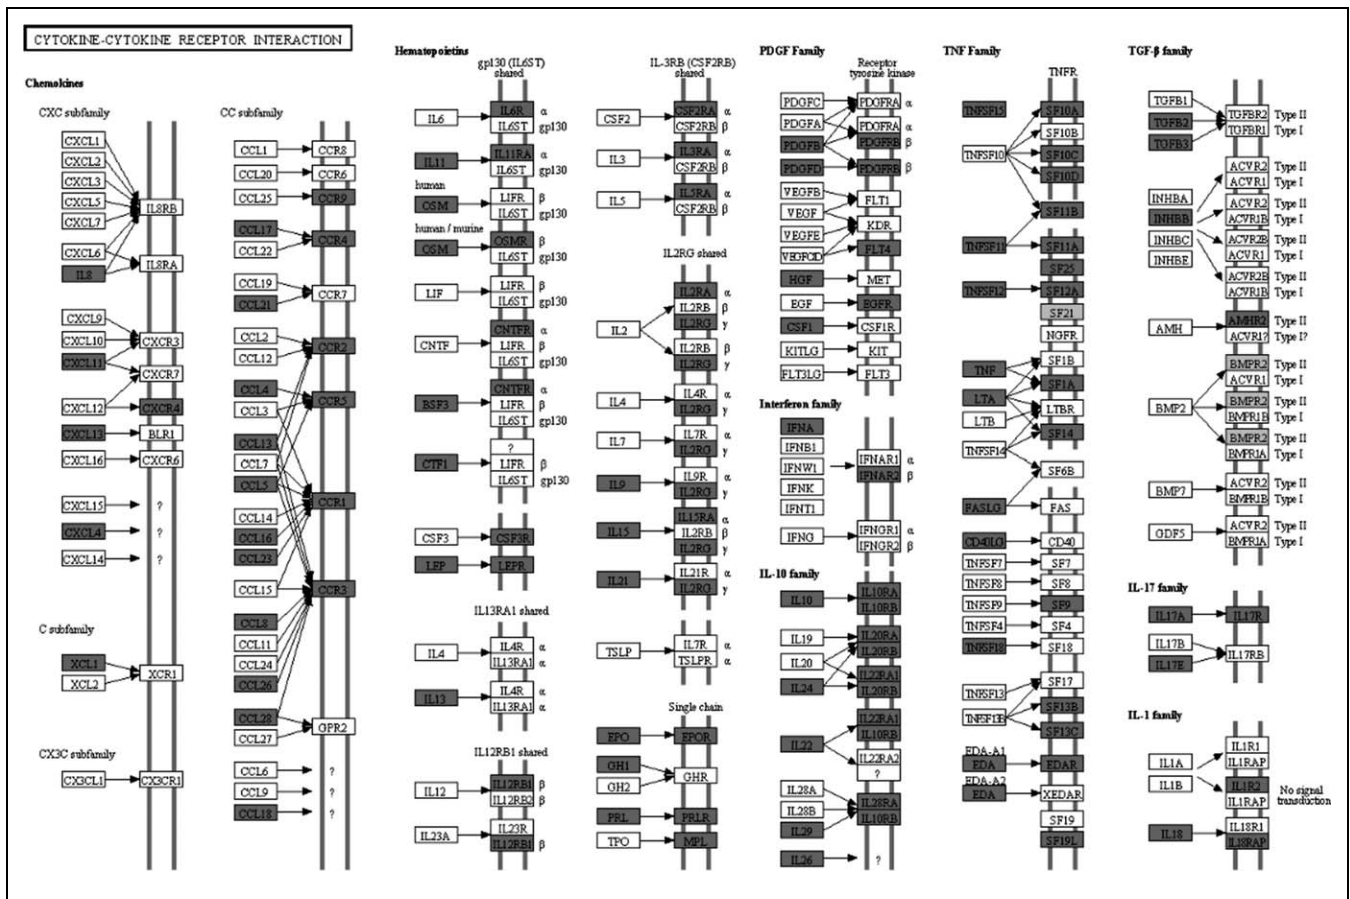 CYTOKINE-CYTOKINE RECEPTOR INTERACTION
Chemokines
CXC subfamily
CXCL1
CXCL2
CXCL3
CXCL5
CXCL7
CXCL6
IL8
IL8RB
IL8RA
CXCL9
CXCL10
CXCL11
CXCL12
CXCL13
CXCL16
CXCR3
CXCR7
CXCR4
BLR1
CXCR6
CXCL15 ?
CXCL4 ?
CXCL14 ?
C subfamily
XCL1
XCL2
XCR1
CX3C subfamily
CX3CL1 CX3CR1
CC subfamily
CCL1 CCR8
CCL20 CCR6
CCL25 CCR9
CCL17
CCL22
CCR4
CCL19
CCL21
CCR7
CCL2
CCL12
CCR2
CCL4
CCL3
CCR5
CCL13
CCL7
CCL5
CCL14
CCL16
CCL23
CCR1
CCL15
CCR3
CCL8
CCL11
CCL24
CCL26
CCL28
CCL27
GPR2
CCL6 ?
CCL9 ?
CCL18 ?
Hematopoietins
gp130 (IL6ST)
shared
IL6
IL6R α
IL6ST gp130
IL11
IL11RA α
IL6ST gp130
human
OSM
LIFR β
IL6ST gp130
human / murine
OSM
OSMR β
IL6ST gp130
LIF
LIFR β
IL6ST gp130
CNTF
CNTFR α
LIFR β
IL6ST gp130
BSF3
CNTFR α
LIFR β
IL6ST gp130
CTF1
?
LIFR β
IL6ST gp130
CSF3 CSF3R
LEP LEPR
IL13RA1 shared
IL4
IL4R α
IL13RA1 α
IL13
IL4R α
IL13RA1 α
IL12RB1 shared
IL12
IL12RB1 β
IL12RB2 β
IL23A
IL23R
IL12RB1 β
IL-3RB (CSF2RB)
shared
CSF2
CSF2RA α
CSF2RB β
IL3
IL3RA α
CSF2RB β
IL5
IL5RA α
CSF2RB β
IL2RG shared
IL2
IL2RA α
IL2RB β
IL2RG γ
IL2RB β
IL2RG γ
IL4
IL4R α
IL2RG γ
IL7
IL7R α
IL2RG γ
IL9
IL9R α
IL2RG γ
IL15
IL15RA α
IL2RB β
IL2RG γ
IL21
IL21R α
IL2RG γ
TSLP
IL7R α
TSLPR α
Single chain
EPO EPOR
GH1
GH2
GHR
PRL PRLR
TPO MPL
PDGF Family
Receptor
tyrosine kinase
PDGFC
PDGFA
PDGFB
PDGFD
PDGFRA α
PDGFRA α
PDGFRB β
PDGFRB β
VEGFB
VEGF
VEGFE
VEGFC/D
FLT1
KDR
FLT4
HGF MET
EGF EGFR
CSF1 CSF1R
KITLG KIT
FLT3LG FLT3
Interferon family
IFNA
IFNB1
IFNW1
IFNK
IFNT1
IFNAR1 α
IFNAR2 β
IFNG
IFNGR1 α
IFNGR2 β
IL-10 family
IL10
IL10RA
IL10RB
IL19
IL20
IL24
IL20RA
IL20RB
IL22RA1
IL20RB
IL22
IL22RA1
IL10RB
IL22RA2
?
IL28A
IL28B
IL29
IL28RA
IL10RB
IL26 ?
TNF Family
TNFR
TNFSF15
TNFSF10
TNFSF11
TNFSF12
SF10A
SF10B
SF10C
SF10D
SF11B
SF11A
SF25
SF12A
SF21
NGFR
TNF
LTA
LTB
TNFSF14
SF1B
SF1A
LTBR
SF14
SF6B
FASLG FAS
CD40LG CD40
TNFSF7 SF7
TNFSF8 SF8
TNFSF9 SF9
TNFSF4 SF4
TNFSF18 SF18
TNFSF13
TNFSF13B
SF17
SF13B
SF13C
EDA-A1
EDA EDAR
EDA-A2
EDA XEDAR
SF19
SF19L
TGF-β family
TGFB1
TGFB2
TGFB3
TGFBR2 Type II
TGFBR1 Type I
INHBA
INHBB
INHBC
INHBE
ACVR2 Type II
ACVR1 Type I
ACVR2 Type II
ACVR1B Type I
ACVR2B Type II
ACVR1 Type I
ACVR2B Type II
ACVR1B Type I
AMH
AMHR2 Type II
ACVR1? Type I?
BMP2
BMPR2 Type II
ACVR1 Type I
BMPR2 Type II
BMPR1B Type I
BMPR2 Type II
BMPR1A Type I
BMP7
ACVR2 Type II
BMPR1B Type I
GDF5
ACVR2 Type II
BMPR1A Type I
IL-17 family
IL17A IL17R
IL17B
IL17E
IL17RB
IL-1 family
IL1A
IL1B
IL1R1
IL1RAP
IL1R2
IL1RAP
No signal
transduction
IL18
IL18R1
IL18RAP